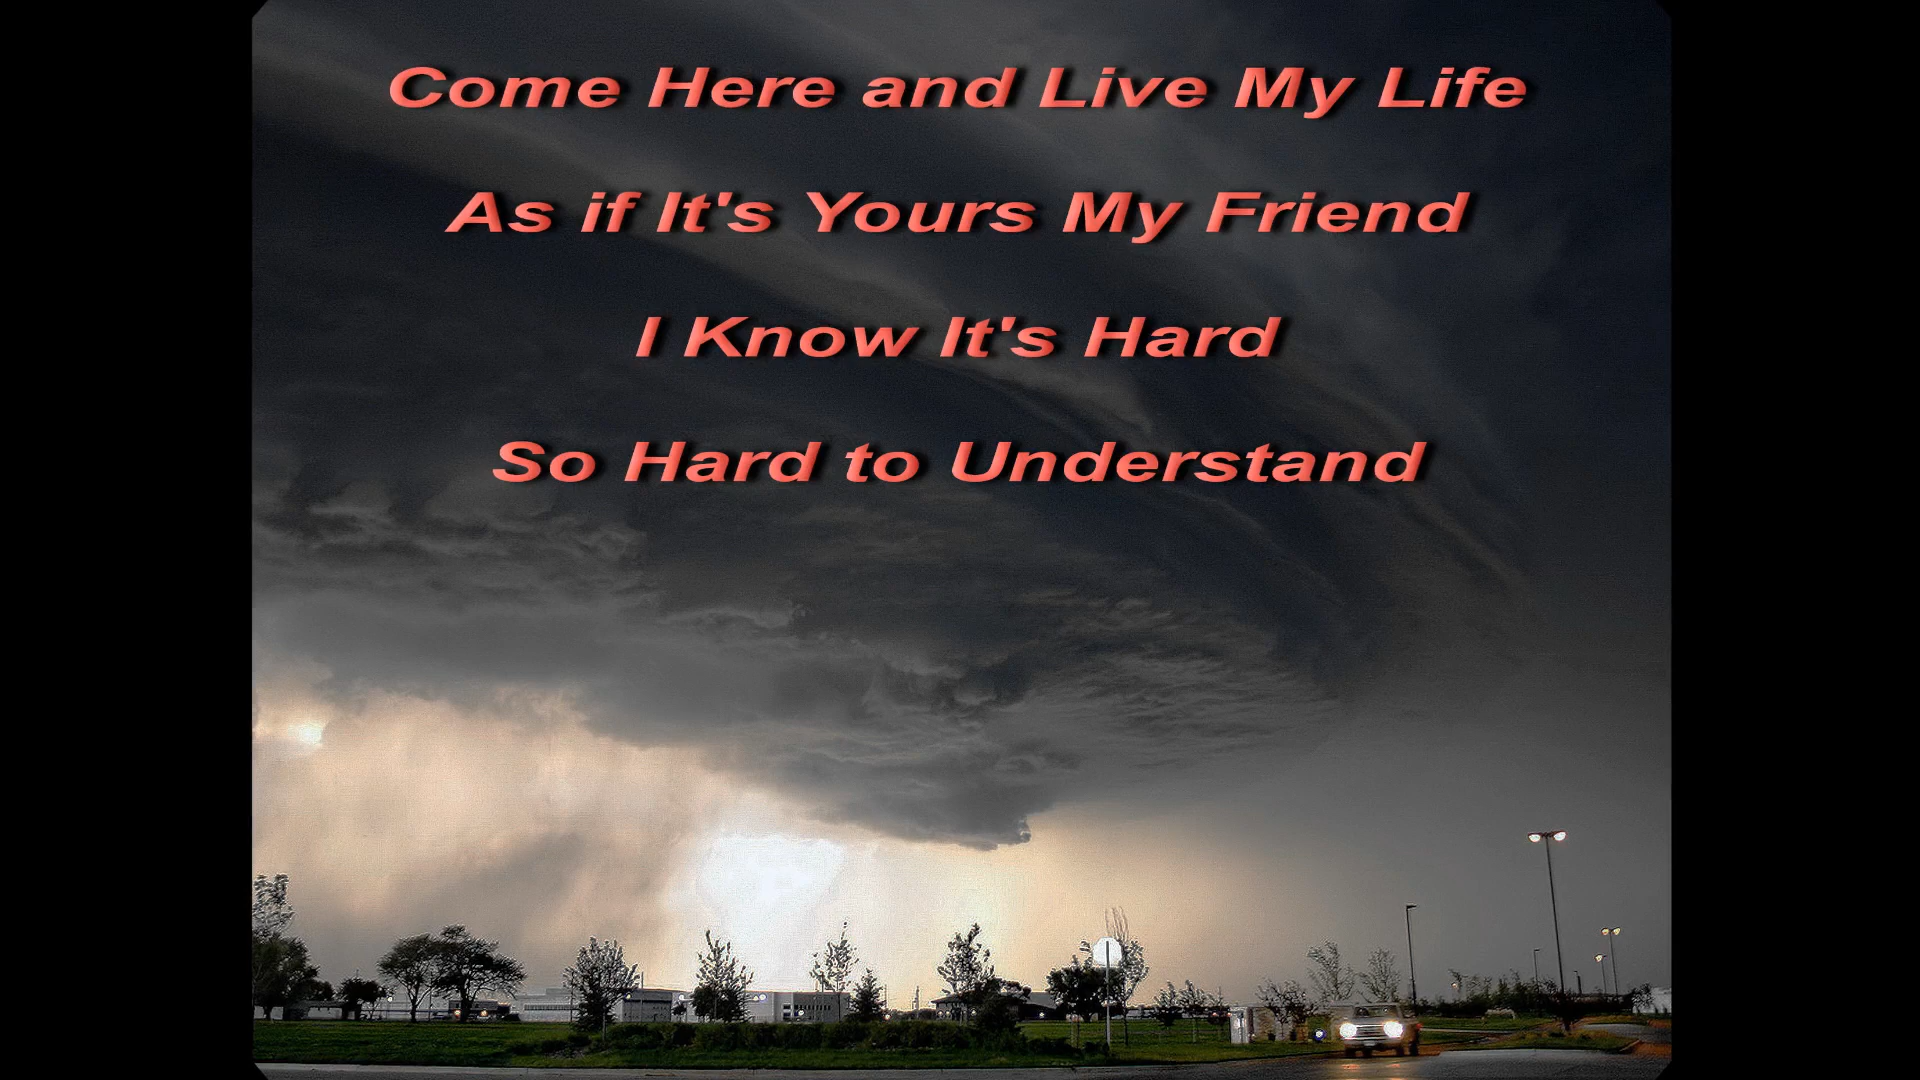 Come Here and Live My Life
As if It's Yours My Friend
I Know It's Hard
So Hard to Understand